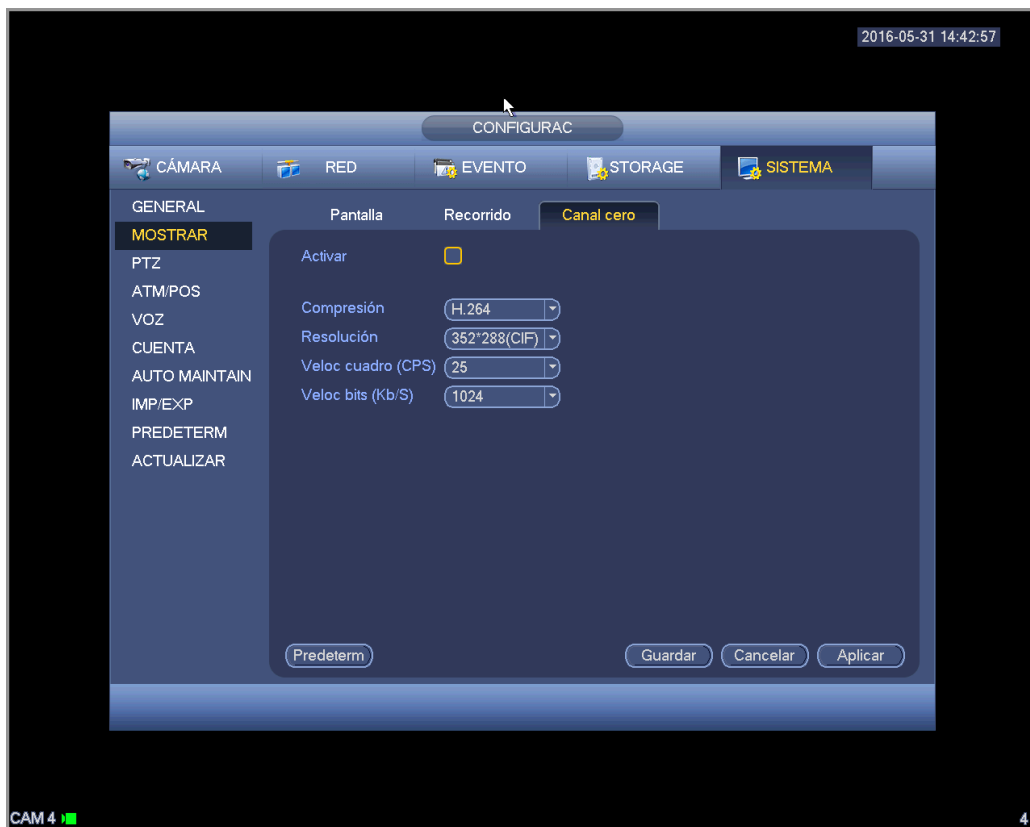 2016-05-31 14:42:57
CONFIGURAC
CÁMARA RED EVENTO STORAGE SISTEMA
GENERAL
MOSTRAR
PTZ
ATM/POS
VOZ
CUENTA
AUTO MAINTAIN
IMP/EXP
PREDETERM
ACTUALIZAR
Pantalla Recorrido Canal cero
Activar
Compresión H.264
Resolución 352*288(CIF)
Veloc cuadro (CPS) 25
Veloc bits (Kb/S) 1024
Predeterm Guardar Cancelar Aplicar
CAM 4 4